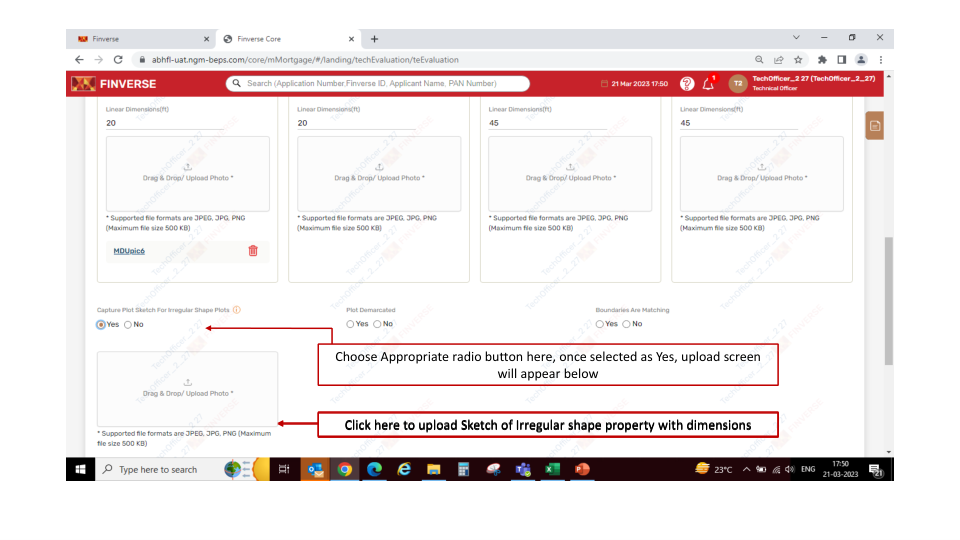 Finverse
Finverse Core
abhfl-uat.ngm-beps.com/core/mMortgage/#/landing/techEvaluation/teEvaluation
FINVERSE
Search (Application Number,Finverse ID, Applicant Name, PAN Number)
21 Mar 2023 17:50
1
T2
TechOfficer_2 27 (TechOfficer_2_27)
Technical Officer
Linear Dimensions(ft) Linear Dimensions(ft) Linear Dimensions(ft) Linear Dimensions(ft)
20 20 45 45
Drag & Drop/ Upload Photo * Drag & Drop/ Upload Photo * Drag & Drop/ Upload Photo * Drag & Drop/ Upload Photo *
* Supported file formats are JPEG, JPG, PNG * Supported file formats are JPEG, JPG, PNG * Supported file formats are JPEG, JPG, PNG * Supported file formats are JPEG, JPG, PNG
(Maximum file size 500 KB) (Maximum file size 500 KB) (Maximum file size 500 KB) (Maximum file size 500 KB)
MDUpic6
Capture Plot Sketch For Irregular Shape Plots Plot Demarcated Boundaries Are Matching
Yes No Yes No Yes No
Choose Appropriate radio button here, once selected as Yes, upload screen
will appear below
Drag & Drop/ Upload Photo *
Click here to upload Sketch of Irregular shape property with dimensions
* Supported file formats are JPEG, JPG, PNG (Maximum
file size 500 KB)
Type here to search
23°C
ENG
17:50
21-03-2023
21